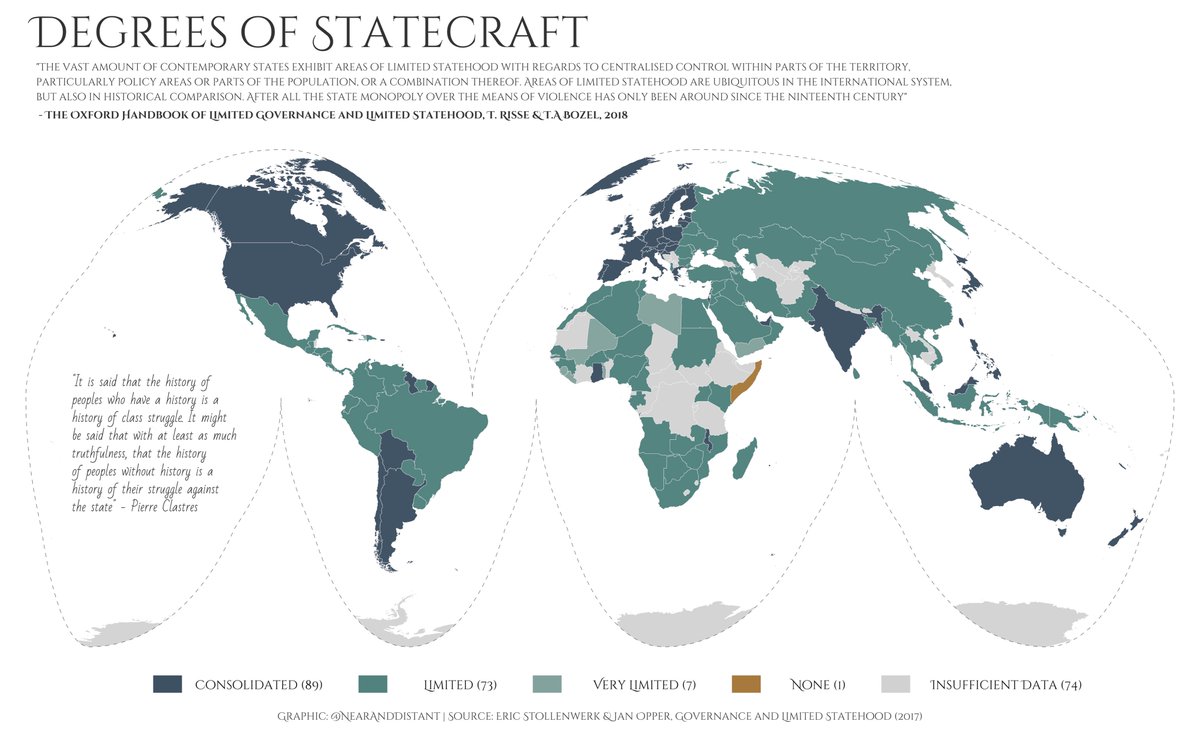 Degrees of Statecraft
"The vast amount of contemporary states exhibit areas of limited statehood with regards to centralised control within parts of the territory,
particularly policy areas or parts of the population, or a combination thereof. Areas of limited statehood are ubiquitous in the international system,
but also in historical comparison. After all the state monopoly over the means of violence has only been around since the ninteenth century"
- The Oxford Handbook of Limited Governance and Limited Statehood, T. Risse & T.A Bozel, 2018
"It is said that the history of
peoples who have a history is a
history of class struggle. It might
be said that with at least as much
truthfulness, that the history
of peoples without history is a
history of their struggle against
the state" - Pierre Clastres
Consolidated (89)
Limited (73)
Very Limited (7)
None (1)
Insufficient Data (74)
Graphic: @NearAndDistant | Source: Eric Stollenwerk & Jan Opper, Governance and Limited Statehood (2017)